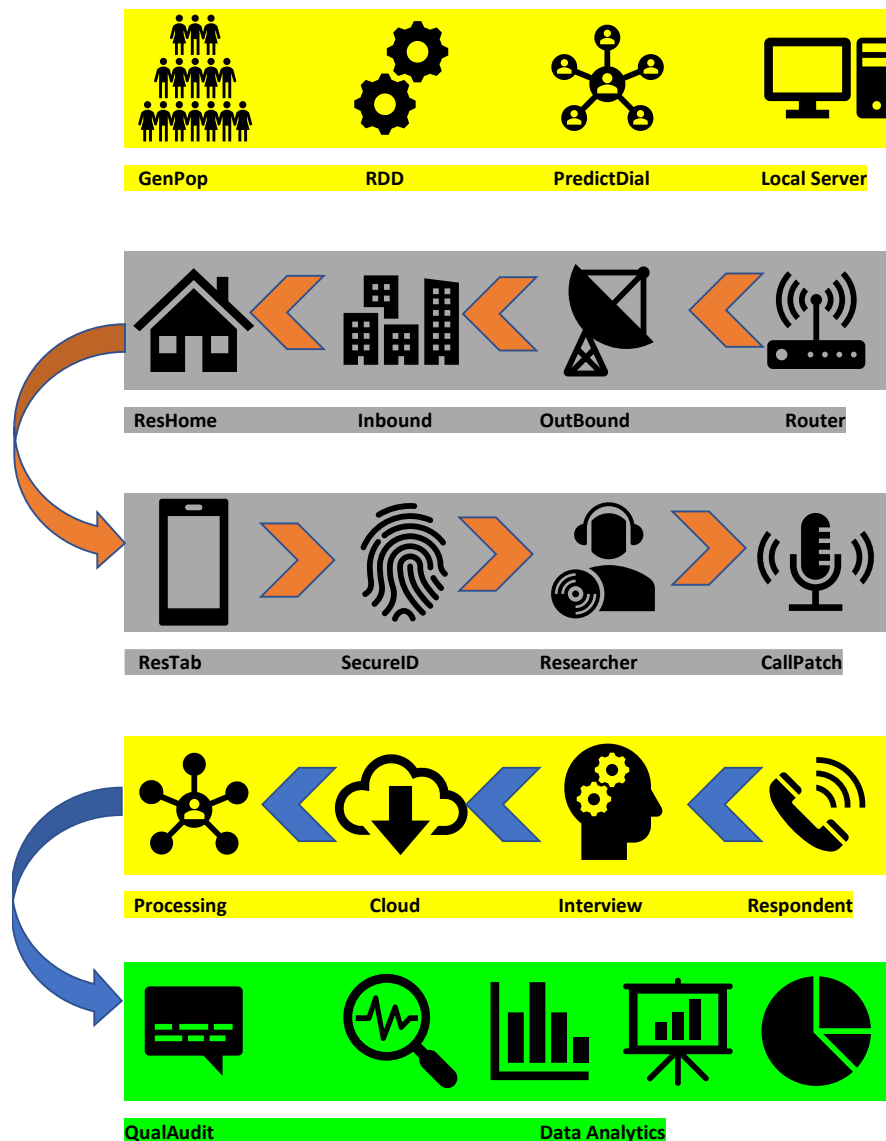 GenPop RDD PredictDial Local Server
ResHome Inbound OutBound Router
ResTab SecureID Researcher CallPatch
Processing Cloud Interview Respondent
QualAudit Data Analytics